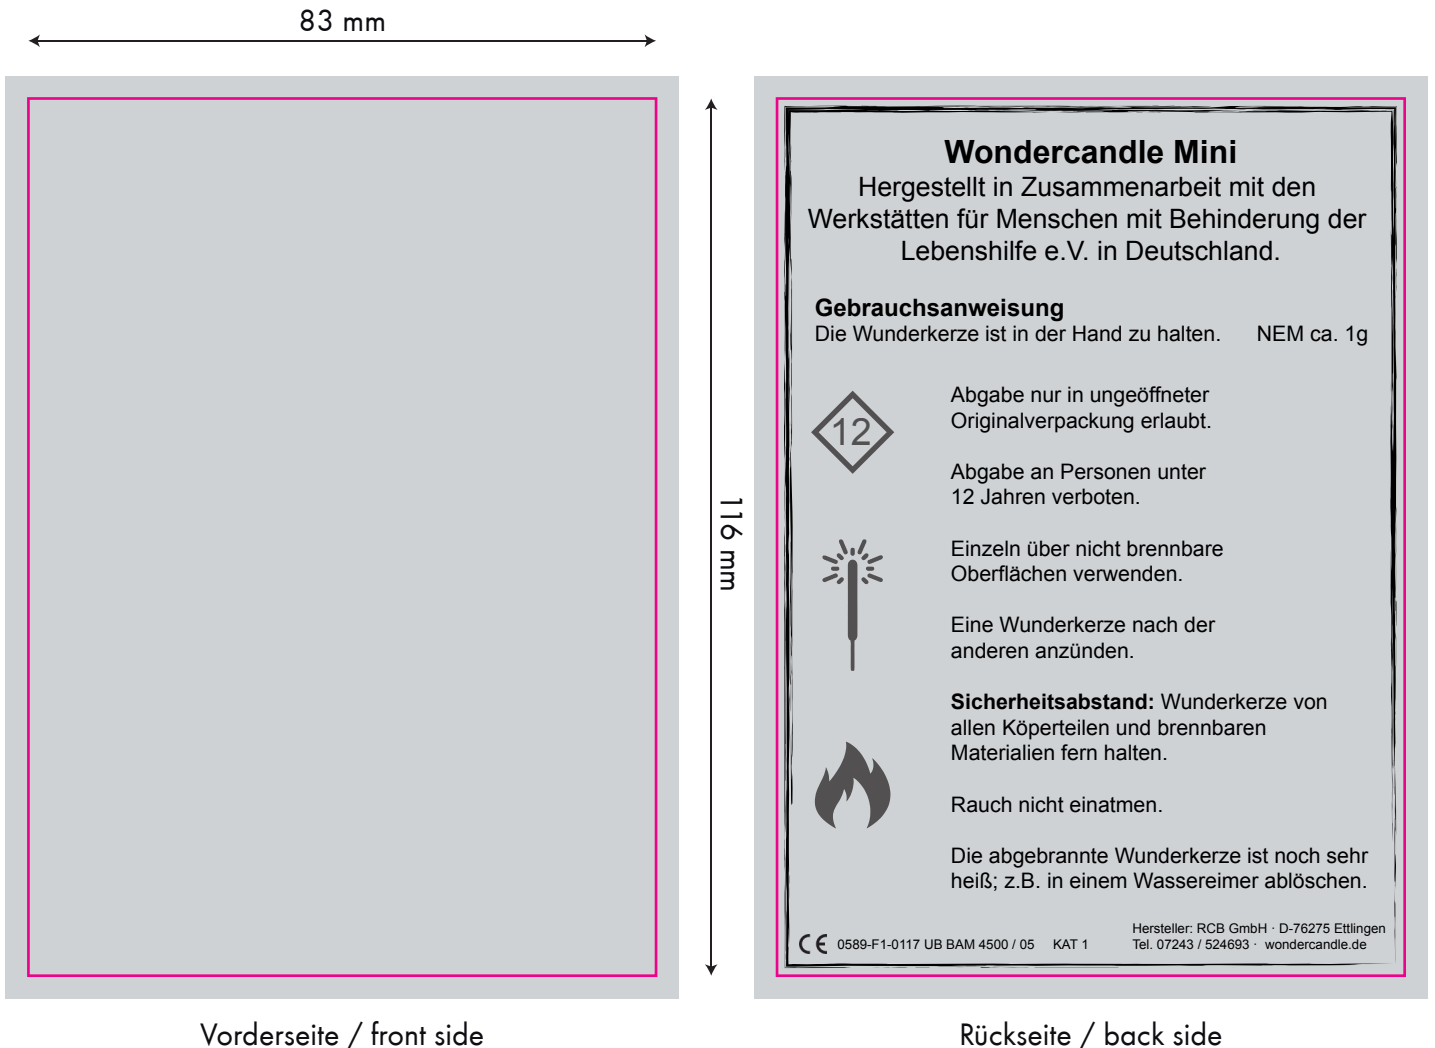 83 mm
116 mm
Wondercandle Mini
Hergestellt in Zusammenarbeit mit den
Werkstätten für Menschen mit Behinderung der
Lebenshilfe e.V. in Deutschland.
Gebrauchsanweisung
Die Wunderkerze ist in der Hand zu halten. NEM ca. 1g
12
Abgabe nur in ungeöffneter
Originalverpackung erlaubt.
Abgabe an Personen unter
12 Jahren verboten.
Einzeln über nicht brennbare
Oberflächen verwenden.
Eine Wunderkerze nach der
anderen anzünden.
Sicherheitsabstand: Wunderkerze von
allen Köperteilen und brennbaren
Materialien fern halten.
Rauch nicht einatmen.
Die abgebrannte Wunderkerze ist noch sehr
heiß; z.B. in einem Wassereimer ablöschen.
CE 0589-F1-0117 UB BAM 4500 / 05 KAT 1
Hersteller: RCB GmbH · D-76275 Ettlingen
Tel. 07243 / 524693 · wondercandle.de
Vorderseite / front side
Rückseite / back side